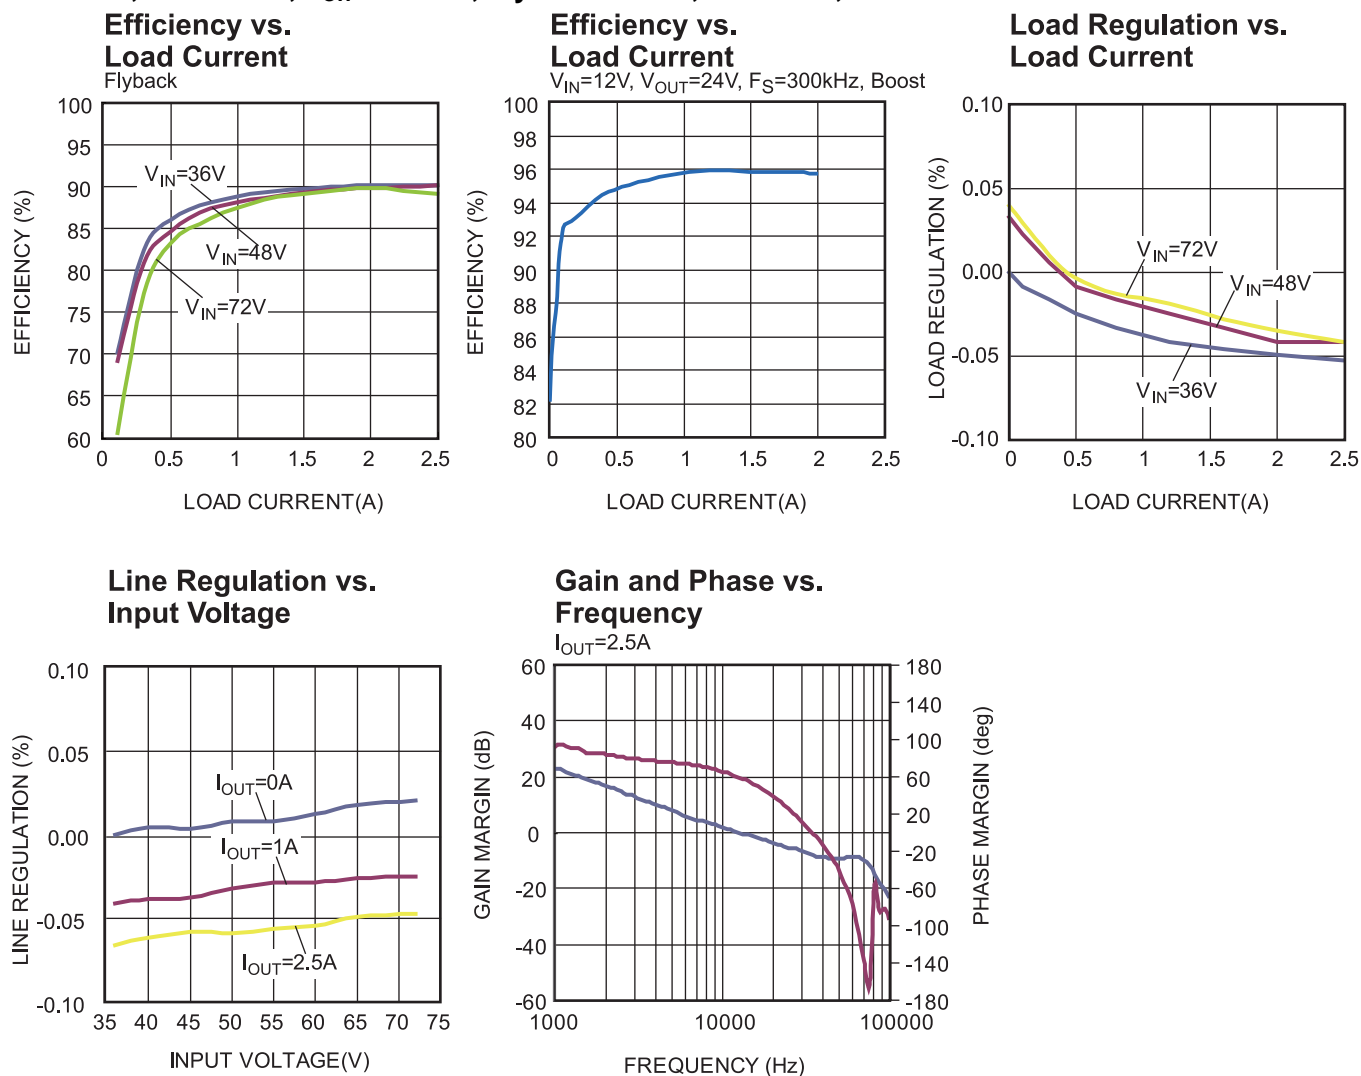 Efficiency vs.
Load Current
Flyback
100
95
90
85
80
75
70
65
60
0 0.5 1 1.5 2 2.5
EFFICIENCY (%)
LOAD CURRENT(A)
VIN=36V
VIN=48V
VIN=72V
Efficiency vs.
Load Current
VIN=12V, VOUT=24V, FS=300kHz, Boost
100
98
96
94
92
90
88
86
84
82
80
0 0.5 1 1.5 2 2.5
EFFICIENCY (%)
LOAD CURRENT(A)
Load Regulation vs.
Load Current
0.10
0.05
0.00
-0.05
-0.10
0 0.5 1 1.5 2 2.5
LOAD REGULATION (%)
LOAD CURRENT(A)
VIN=72V
VIN=48V
VIN=36V
Line Regulation vs.
Input Voltage
0.10
0.05
0.00
-0.05
-0.10
35 40 45 50 55 60 65 70 75
LINE REGULATION (%)
INPUT VOLTAGE(V)
IOUT=0A
IOUT=1A
IOUT=2.5A
Gain and Phase vs.
Frequency
IOUT=2.5A
60
40
20
0
-20
-40
-60
180
140
100
60
20
-20
-60
-100
-140
-180
1000 10000 100000
GAIN MARGIN (dB)
PHASE MARGIN (deg)
FREQUENCY (Hz)